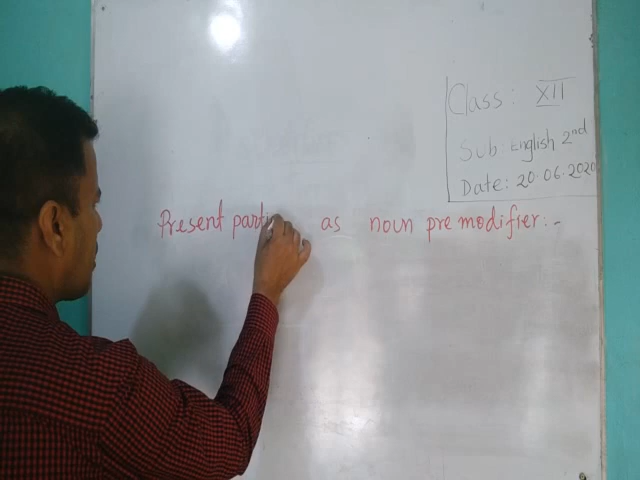 Class: XII
Sub: English 2nd
Date: 20.06.2020
Present parti as noun pre modifier:-